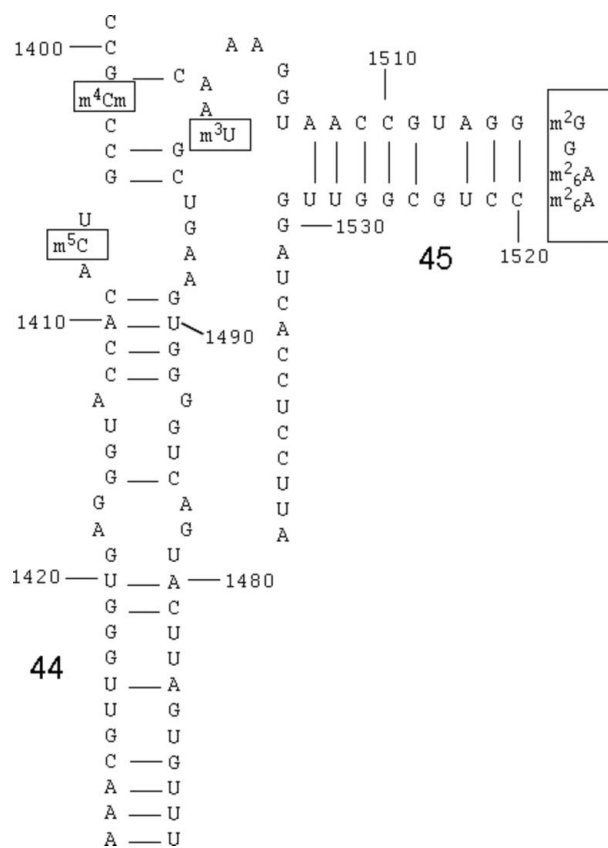 C
1400 C A A
G C A G
m⁴Cm A G 1510
C m³U U A A C C G U A G G m²G
C G G
G C m²₆A
U G U U G G C G U C C m²₆A
U G G 1530 1520
m⁵C A A 45
A A U
C G C
1410 A U 1490 A
C G C
C G C
A G U
U G C
G U C
G C U
G A U
A G A
G U
1420 U A 1480
G C
G U
G U
44 U A
U G
G U
C G
A U
A U
A U